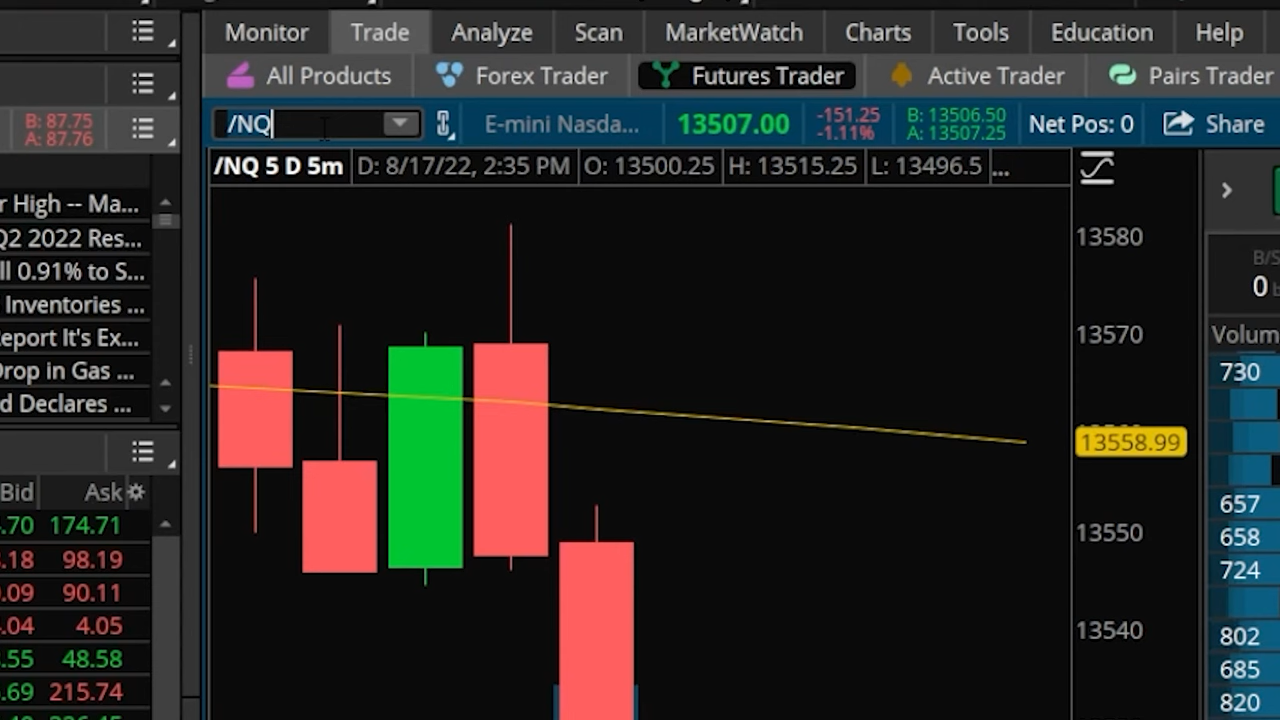 Monitor Trade Analyze Scan MarketWatch Charts Tools Education Help
All Products Forex Trader Futures Trader Active Trader Pairs Trader
B: 87.75
A: 87.76
/NQ E-mini Nasda... 13507.00 -151.25 -1.11% B: 13506.50 A: 13507.25 Net Pos: 0 Share
/NQ 5 D 5m D: 8/17/22, 2:35 PM O: 13500.25 H: 13515.25 L: 13496.5 ...
r High -- Ma...
Q2 2022 Res...
ll 0.91% to S...
Inventories ...
eport It's Ex...
Drop in Gas ...
d Declares ...
Bid Ask
.70 174.71
.18 98.19
.09 90.11
.04 4.05
.55 48.58
.69 215.74
13580
13570
13558.99
13550
13540
B/S
0
Volum
730
657
658
724
802
685
820